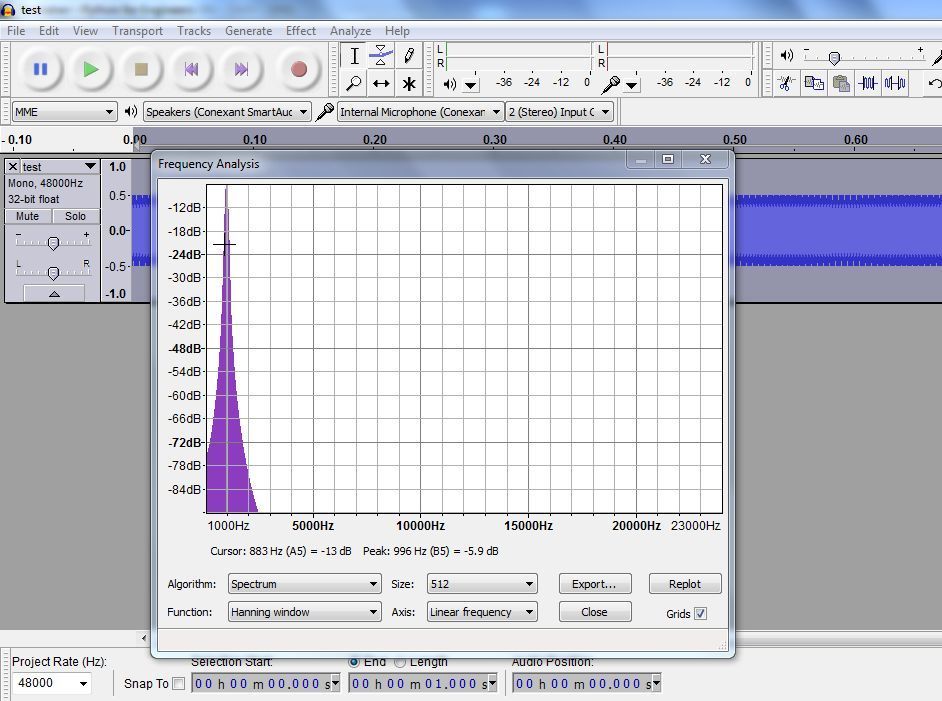 test
File Edit View Transport Tracks Generate Effect Analyze Help
L
R
-36 -24 -12 0
L
R
-36 -24 -12 0
- +
MME
Speakers (Conexant SmartAuc
Internal Microphone (Conexan
2 (Stereo) Input C
-0.10 0.00 0.10 0.20 0.30 0.40 0.50 0.60
test
Mono, 48000Hz
32-bit float
Mute Solo
- +
L R
1.0
0.5-
0.0-
-0.5-
-1.0
Frequency Analysis
-12dB
-18dB
-24dB
-30dB
-36dB
-42dB
-48dB
-54dB
-60dB
-66dB
-72dB
-78dB
-84dB
1000Hz 5000Hz 10000Hz 15000Hz 20000Hz 23000Hz
Cursor: 883 Hz (A5) = -13 dB Peak: 996 Hz (B5) = -5.9 dB
Algorithm: Spectrum Size: 512 Export... Replot
Function: Hanning window Axis: Linear frequency Close Grids
Project Rate (Hz): Selection Start: End Length Audio Position:
48000 Snap To 00 h 00 m 00.000 s 00 h 00 m 01.000 s 00 h 00 m 00.000 s